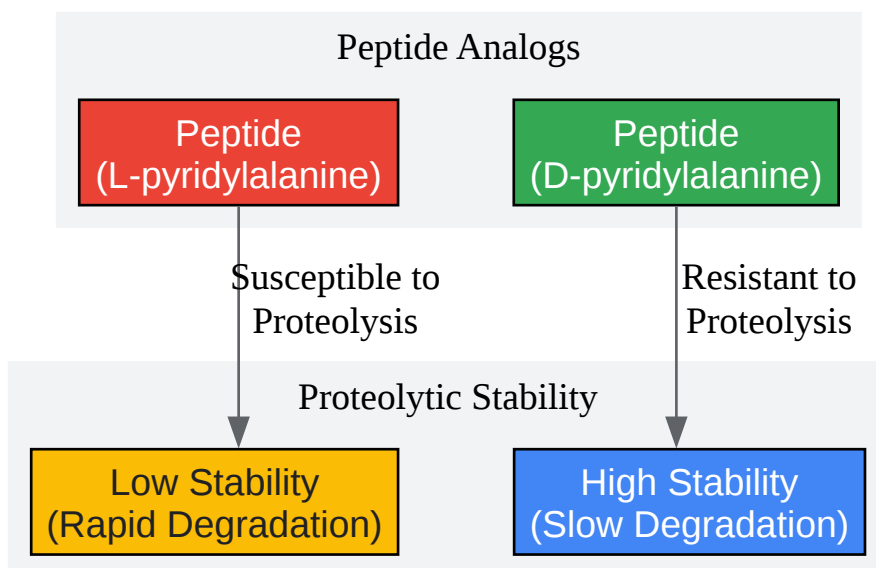 Peptide Analogs
Peptide
(L-pyridylalanine)
Peptide
(D-pyridylalanine)
Susceptible to
Proteolysis
Resistant to
Proteolysis
Proteolytic Stability
Low Stability
(Rapid Degradation)
High Stability
(Slow Degradation)